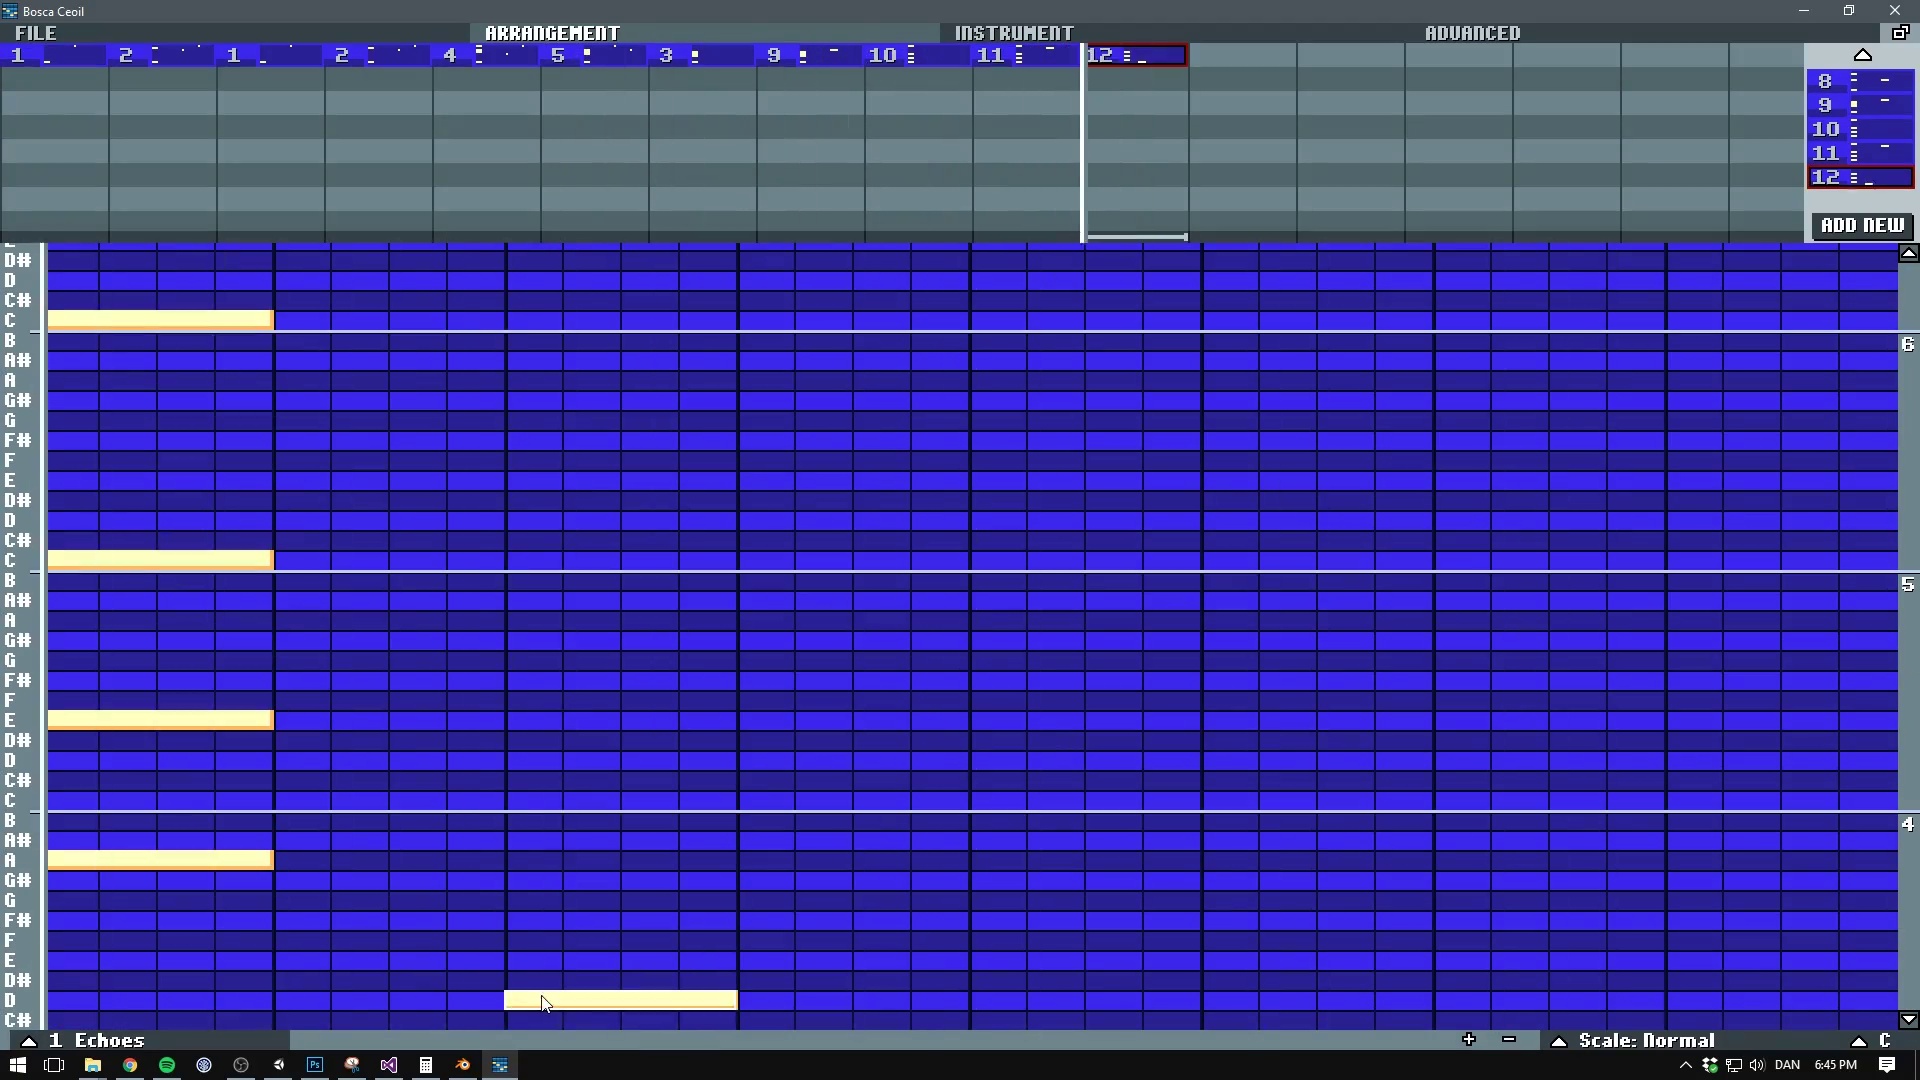 Bosca Ceoil
FILE ARRANGEMENT INSTRUMENT ADVANCED
1 2 1 2 4 5 3 9 10 11 12
8
9
10
11
12
ADD NEW
D#
D
C#
C
B
A# 6
A
G#
G
F#
F
E
D#
D
C#
C
B 5
A#
A
G#
G
F#
F
E
D#
D
C#
C
B 4
A#
A
G#
G
F#
F
E
D#
D
C#
1 Echoes + - Scale: Normal C
Ps DAN 6:45 PM